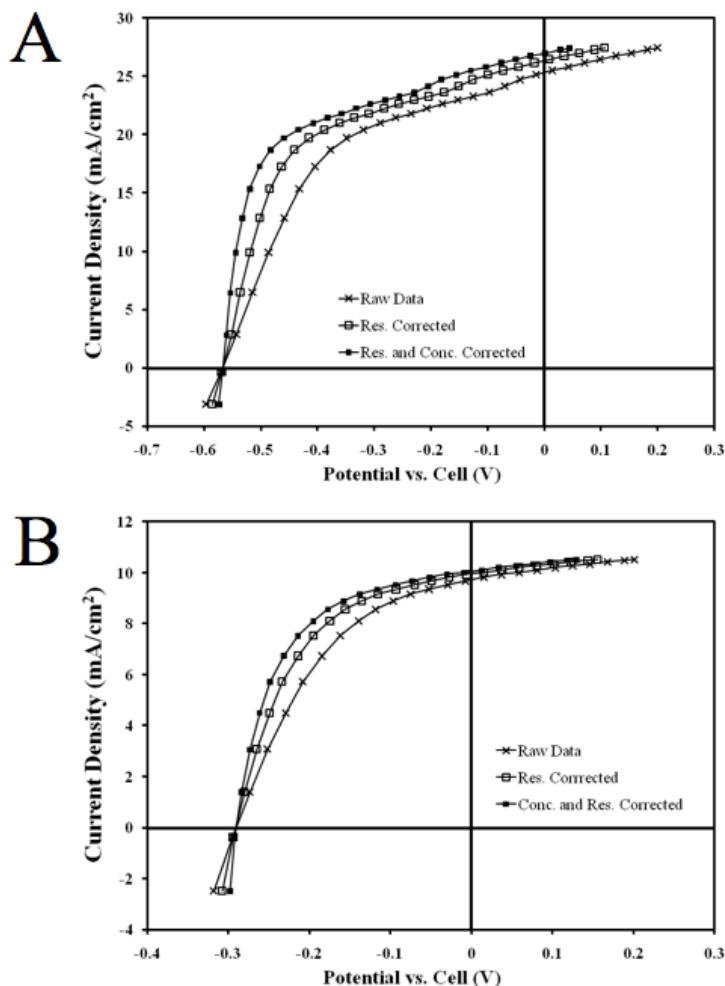 A
Current Density (mA/cm²)
30
25
20
15
10
5
0
-5
Raw Data
Res. Corrected
Res. and Conc. Corrected
-0.7 -0.6 -0.5 -0.4 -0.3 -0.2 -0.1 0 0.1 0.2 0.3
Potential vs. Cell (V)
B
Current Density (mA/cm²)
12
10
8
6
4
2
0
-2
-4
Raw Data
Res. Corrrected
Conc. and Res. Corrected
-0.4 -0.3 -0.2 -0.1 0 0.1 0.2 0.3
Potential vs. Cell (V)